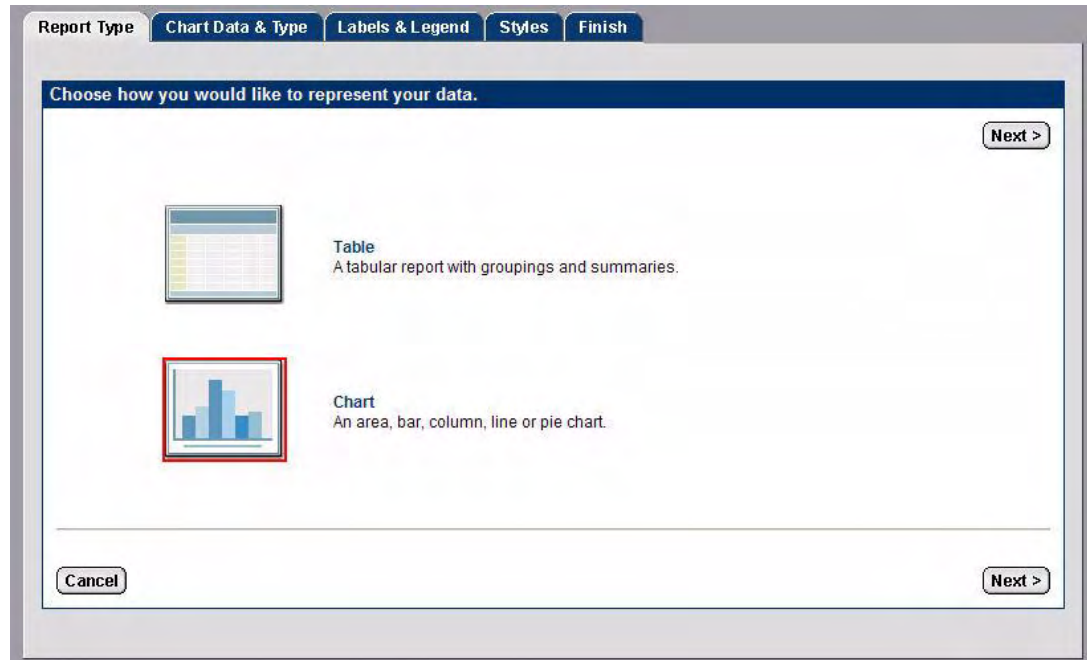 Report Type Chart Data & Type Labels & Legend Styles Finish
Choose how you would like to represent your data.
Next >
Table
A tabular report with groupings and summaries.
Chart
An area, bar, column, line or pie chart.
Cancel Next >